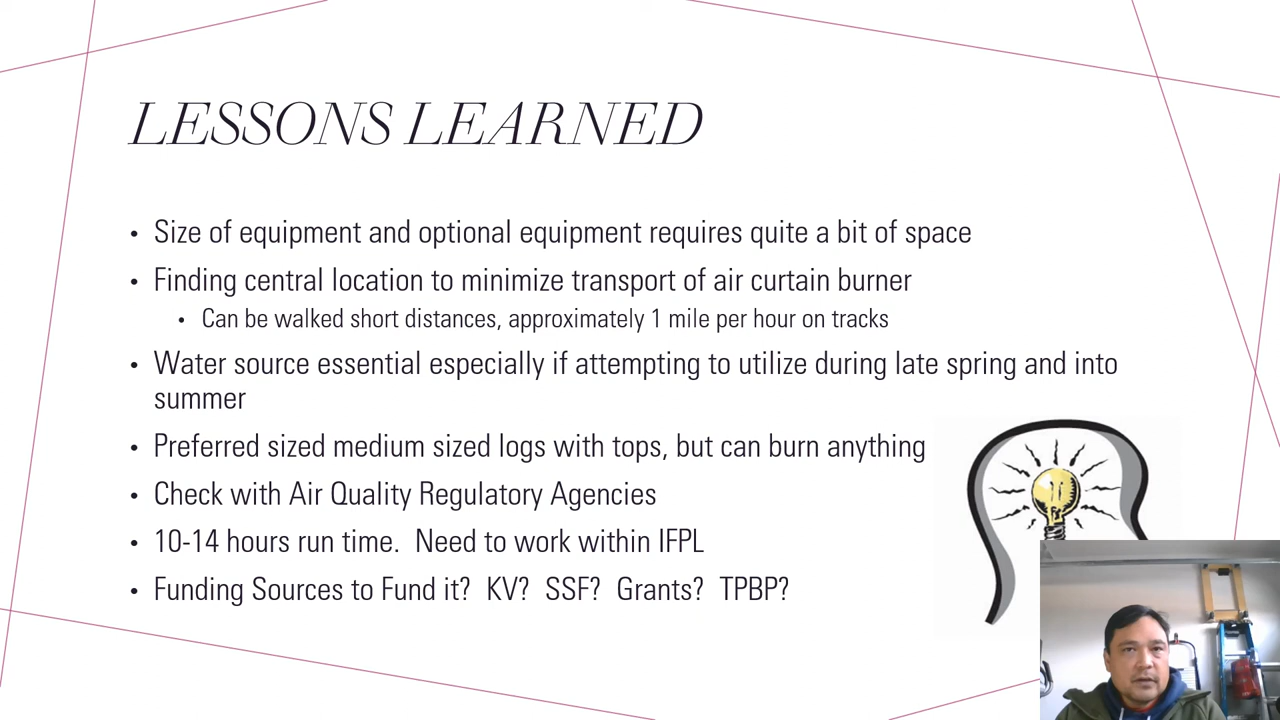 LESSONS LEARNED
• Size of equipment and optional equipment requires quite a bit of space
• Finding central location to minimize transport of air curtain burner
• Can be walked short distances, approximately 1 mile per hour on tracks
• Water source essential especially if attempting to utilize during late spring and into
summer
• Preferred sized medium sized logs with tops, but can burn anything
• Check with Air Quality Regulatory Agencies
• 10-14 hours run time. Need to work within IFPL
• Funding Sources to Fund it? KV? SSF? Grants? TPBP?